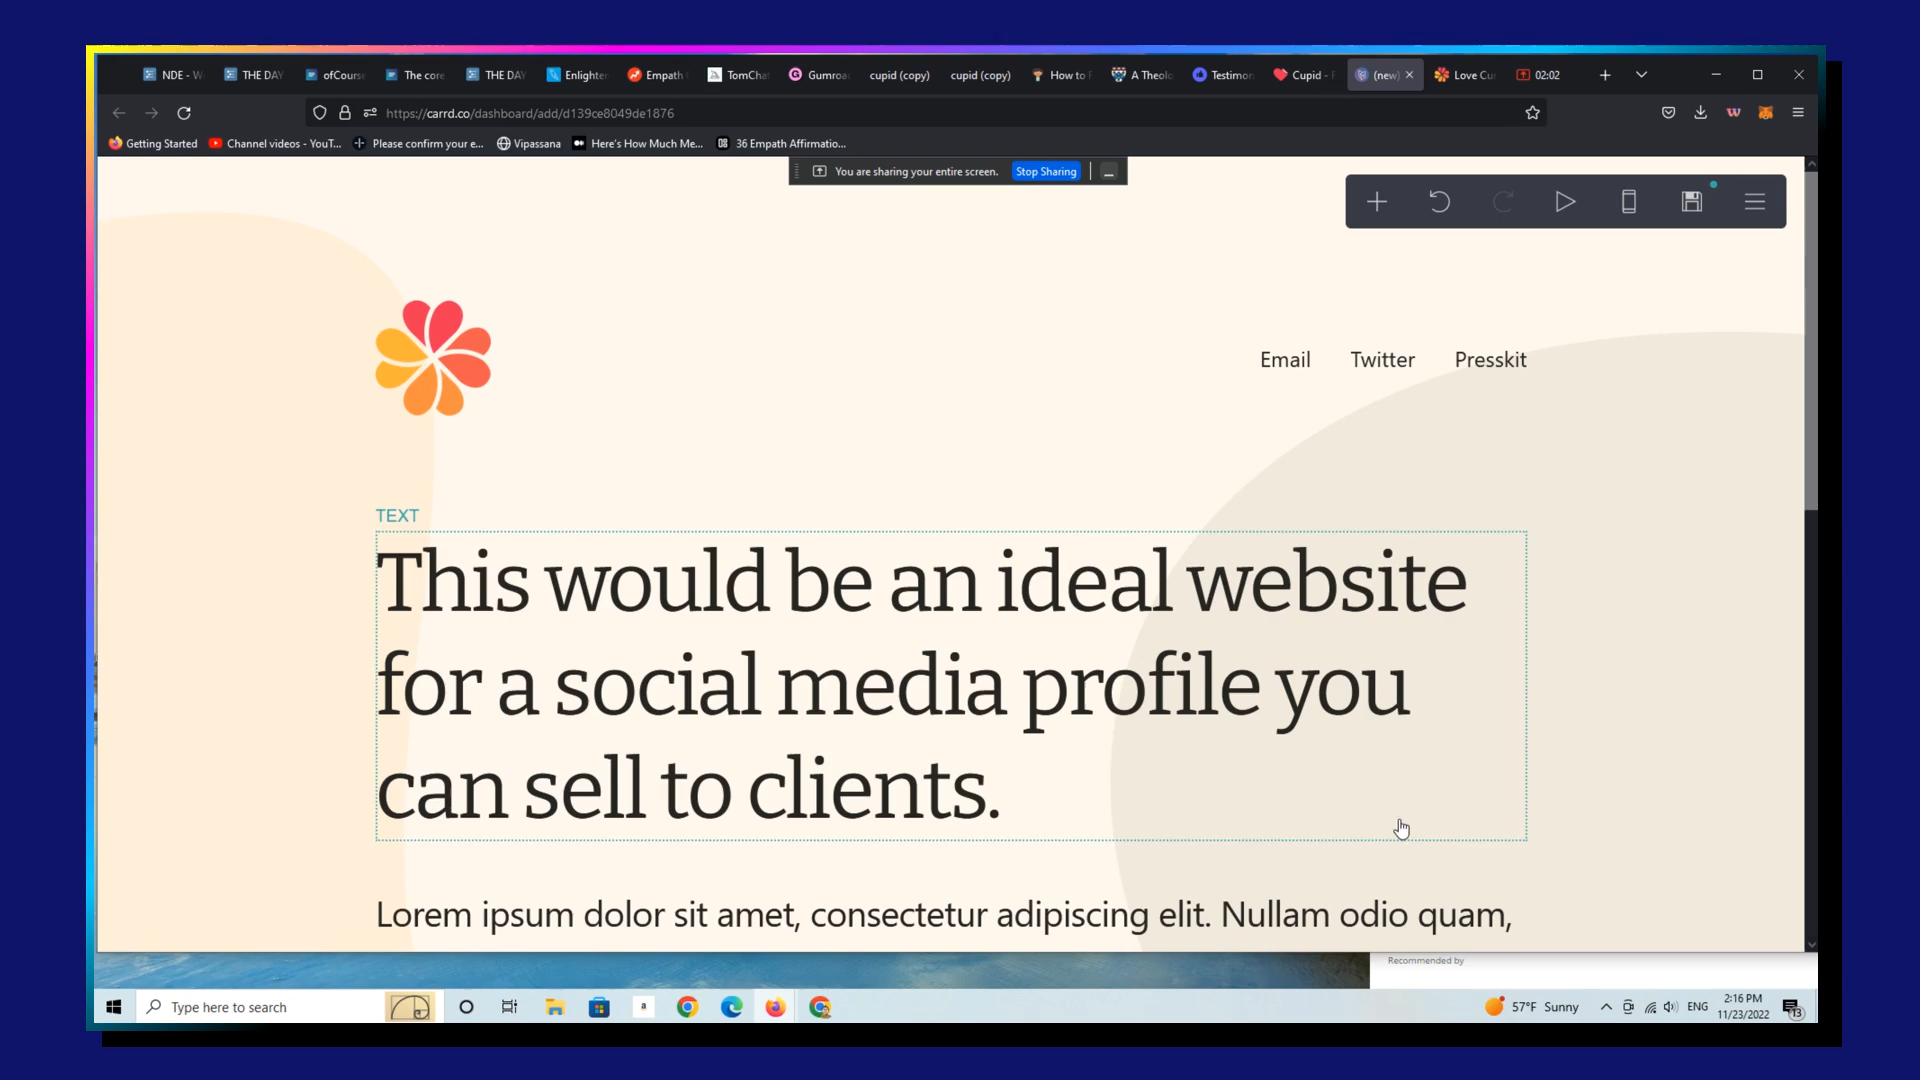 NDE - W
THE DAY
ofCourse
The core
THE DAY
Enlighten
Empath
TomChat
Gumroa
cupid (copy)
cupid (copy)
How to F
A Theolo
Testimon
Cupid - F
(new)
Love Cu
02:02
https://carrd.co/dashboard/add/d139ce8049de1876
Getting Started
Channel videos - YouT...
Please confirm your e...
Vipassana
Here's How Much Me...
36 Empath Affirmatio...
You are sharing your entire screen.
Stop Sharing
Email
Twitter
Presskit
TEXT
This would be an ideal website
for a social media profile you
can sell to clients.
Lorem ipsum dolor sit amet, consectetur adipiscing elit. Nullam odio quam,
Recommended by
Type here to search
57°F Sunny
ENG
2:16 PM
11/23/2022
13